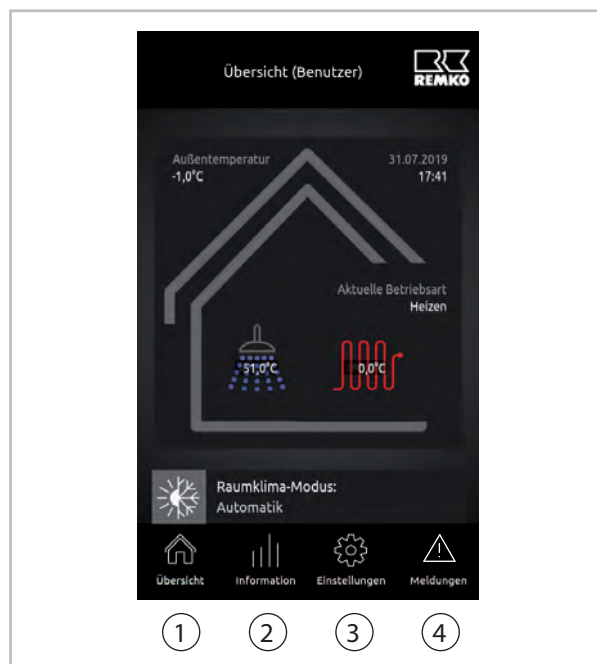 Übersicht (Benutzer)
REMKO
Außentemperatur
-1,0°C
31.07.2019
17:41
Aktuelle Betriebsart
Heizen
51,0°C
0,0°C
Raumklima-Modus:
Automatik
Übersicht Information Einstellungen Meldungen
1 2 3 4